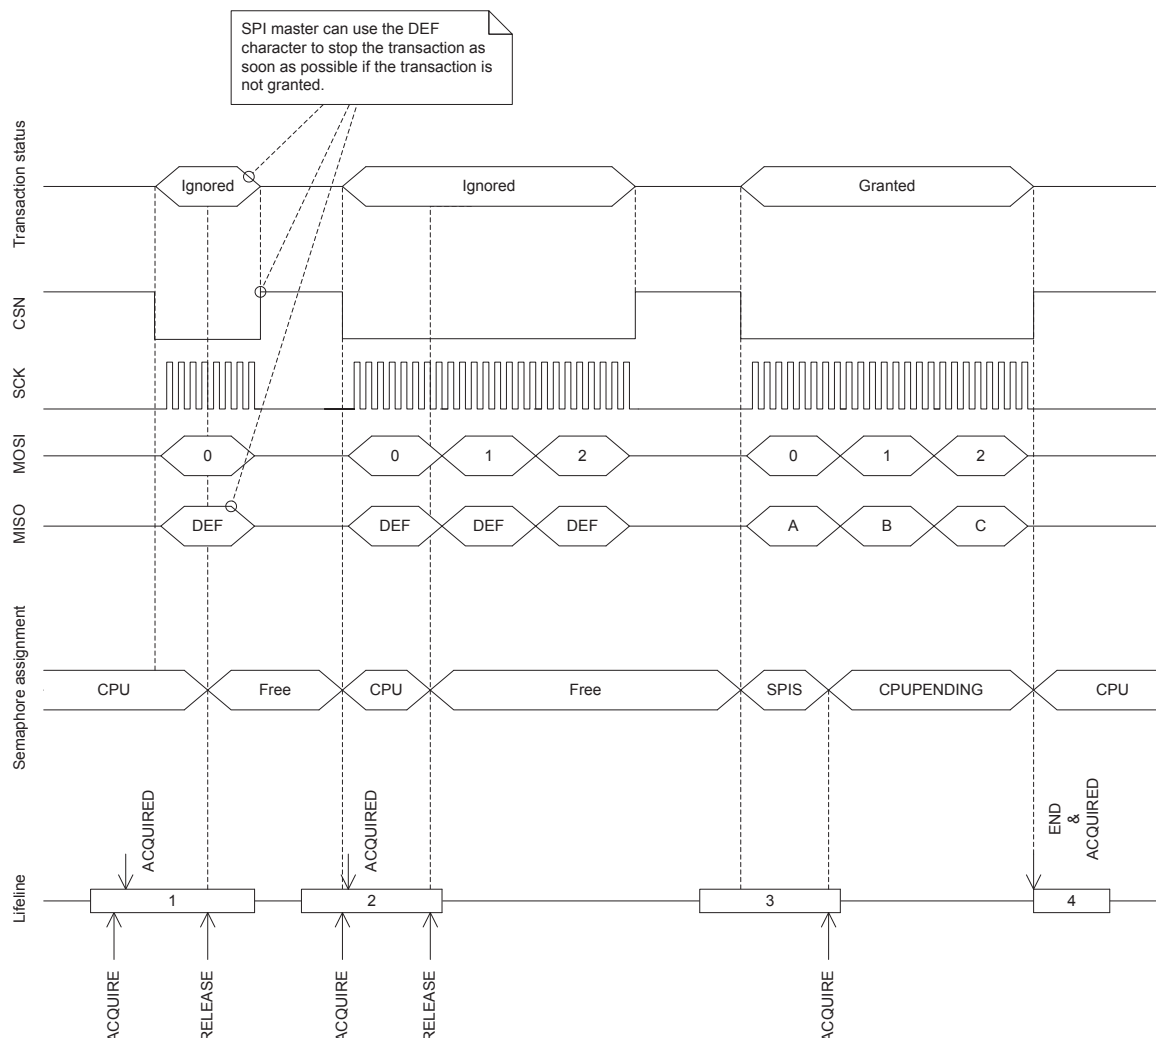 SPI master can use the DEF
character to stop the transaction as
soon as possible if the transaction is
not granted.
Transaction status
Ignored
Ignored
Granted
CSN
SCK
MOSI
0
0
1
2
0
1
2
MISO
DEF
DEF
DEF
DEF
A
B
C
Semaphore assignment
CPU
Free
CPU
Free
SPIS
CPUPENDING
CPU
ACQUIRED
ACQUIRED
END
&
ACQUIRED
Lifeline
1
2
3
4
ACQUIRE
RELEASE
ACQUIRE
RELEASE
ACQUIRE